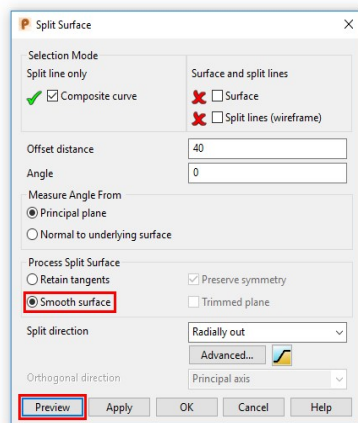 Split Surface
Selection Mode
Split line only
Surface and split lines
Composite curve
Surface
Split lines (wireframe)
Offset distance
40
Angle
0
Measure Angle From
Principal plane
Normal to underlying surface
Process Split Surface
Retain tangents
Preserve symmetry
Smooth surface
Trimmed plane
Split direction
Radially out
Advanced...
Orthogonal direction
Principal axis
Preview
Apply
OK
Cancel
Help